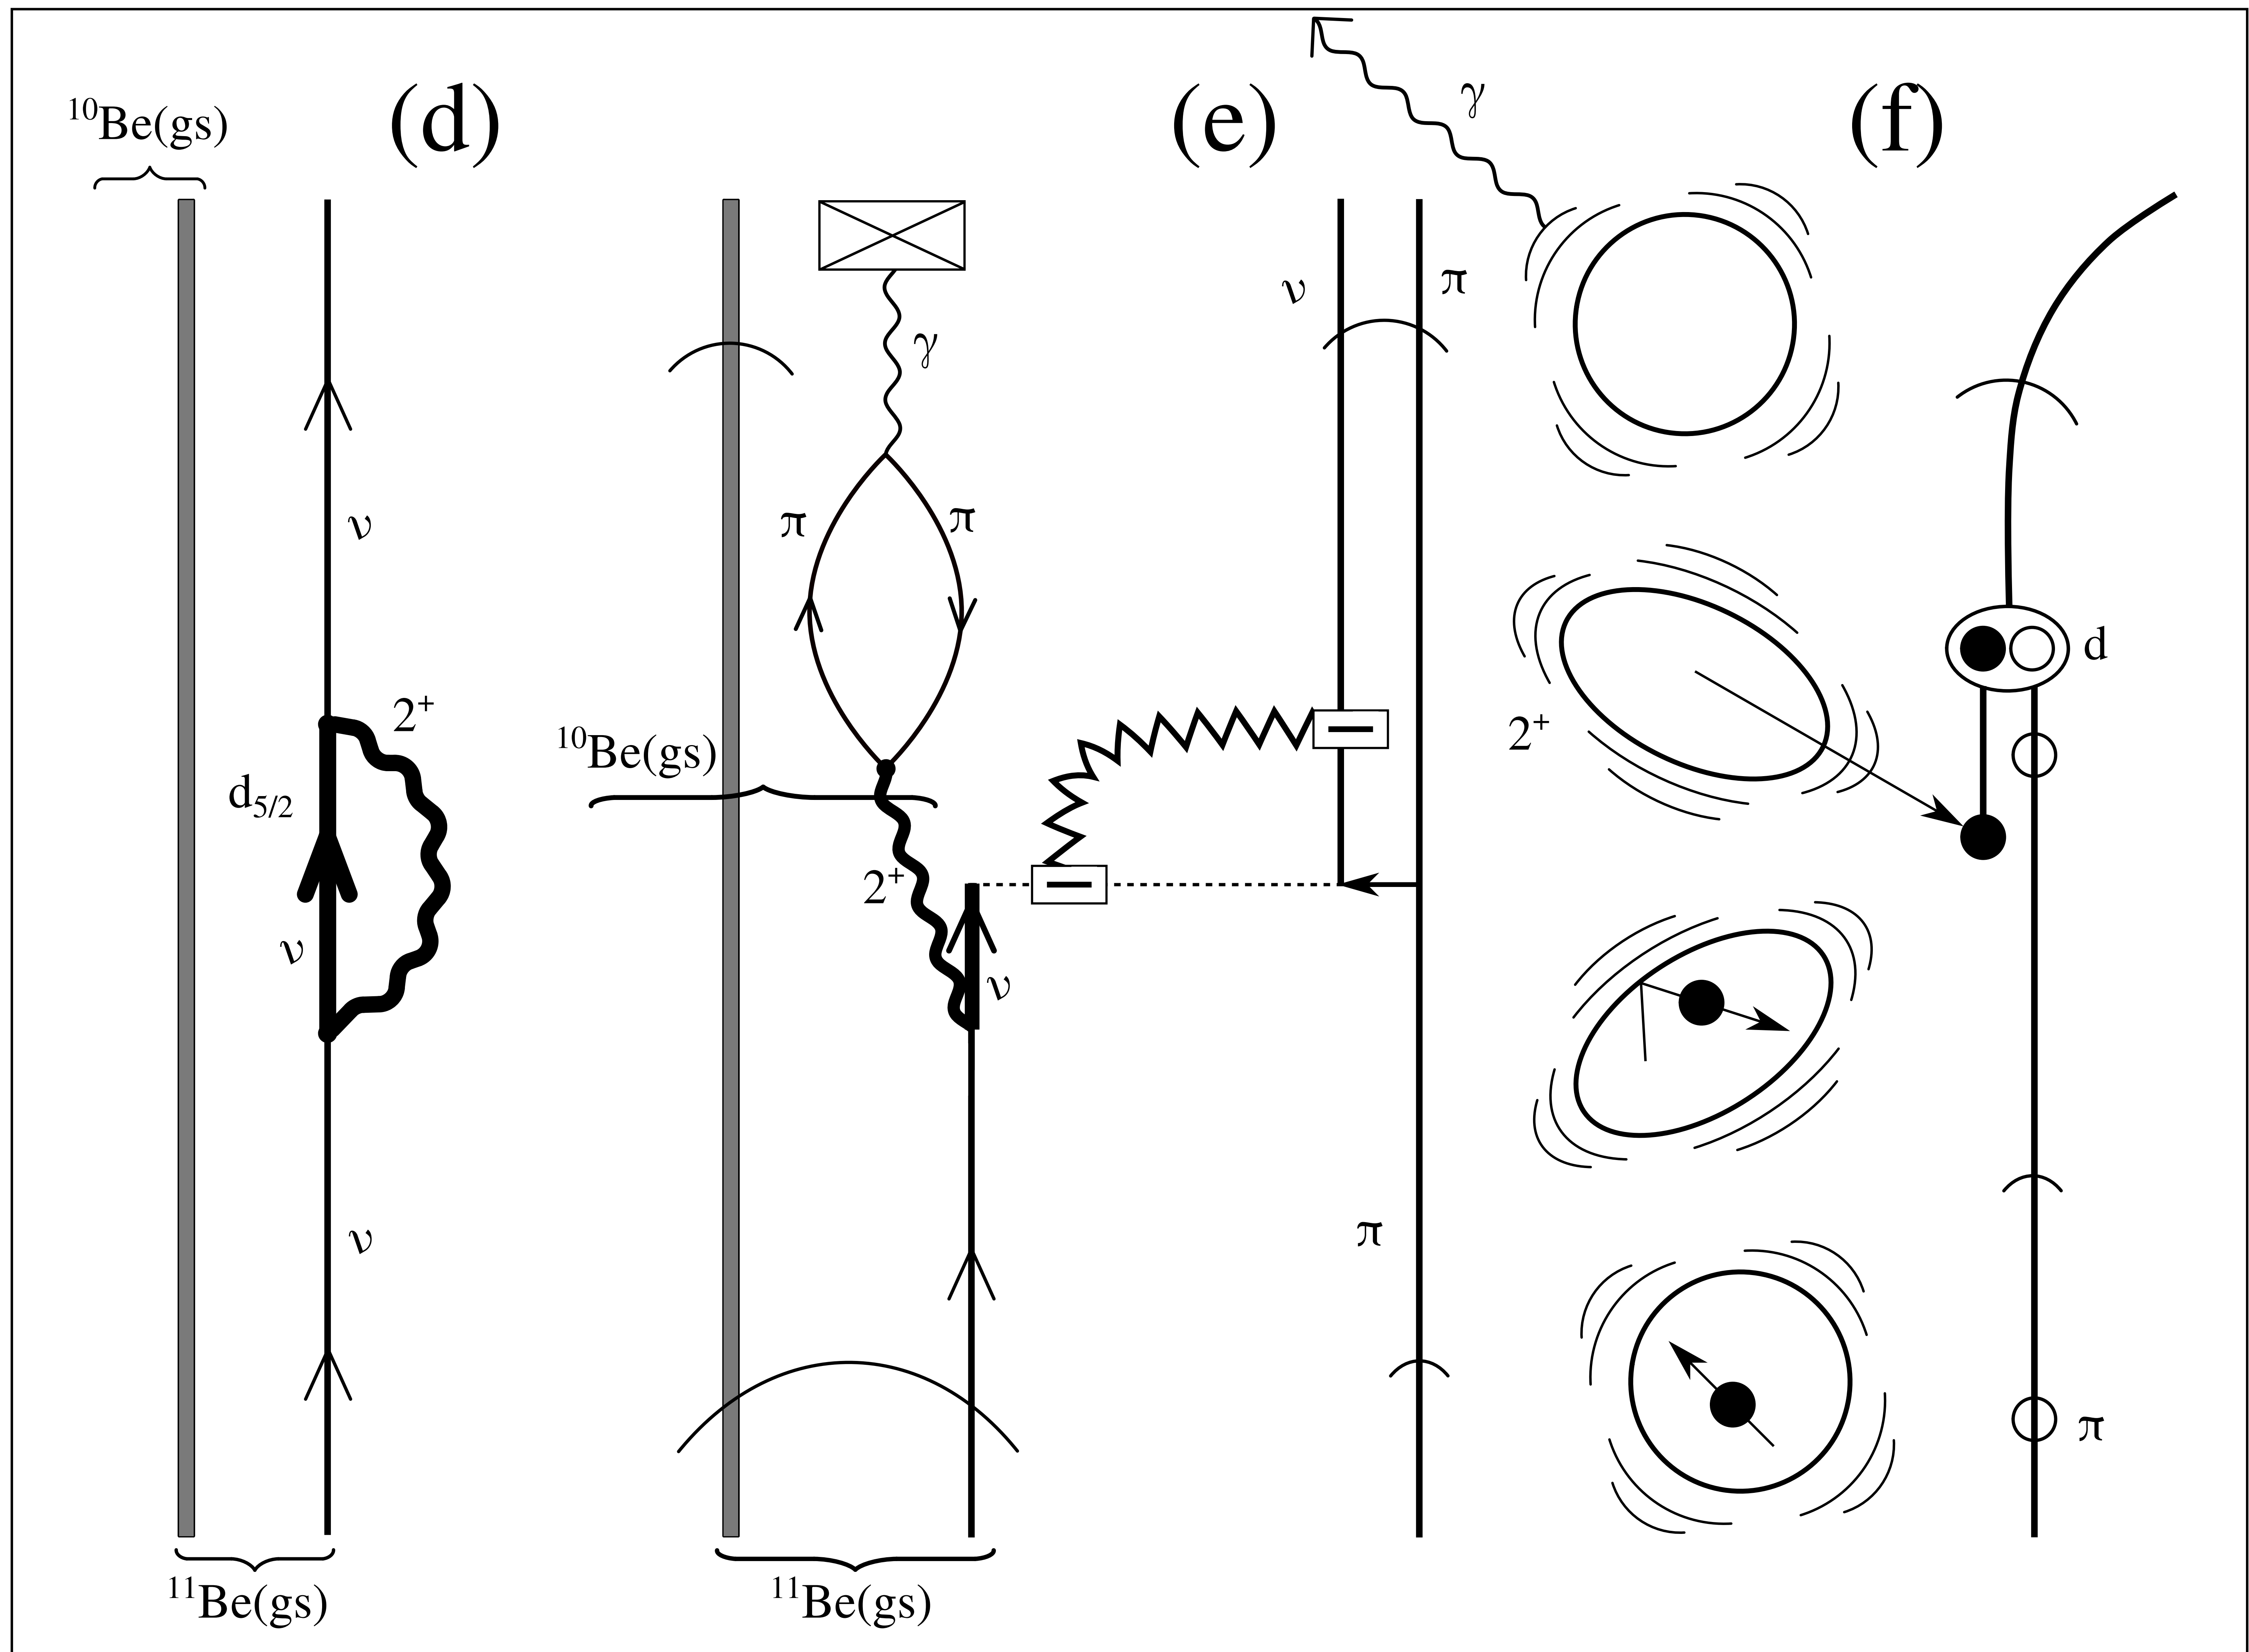 (d)
(e)
(f)
¹⁰Be(gs)
γ
ν
π
γ
π
π
ν
d
2⁺
2⁺
¹⁰Be(gs)
d₅/₂
2⁺
ν
ν
ν
π
π
¹¹Be(gs)
¹¹Be(gs)